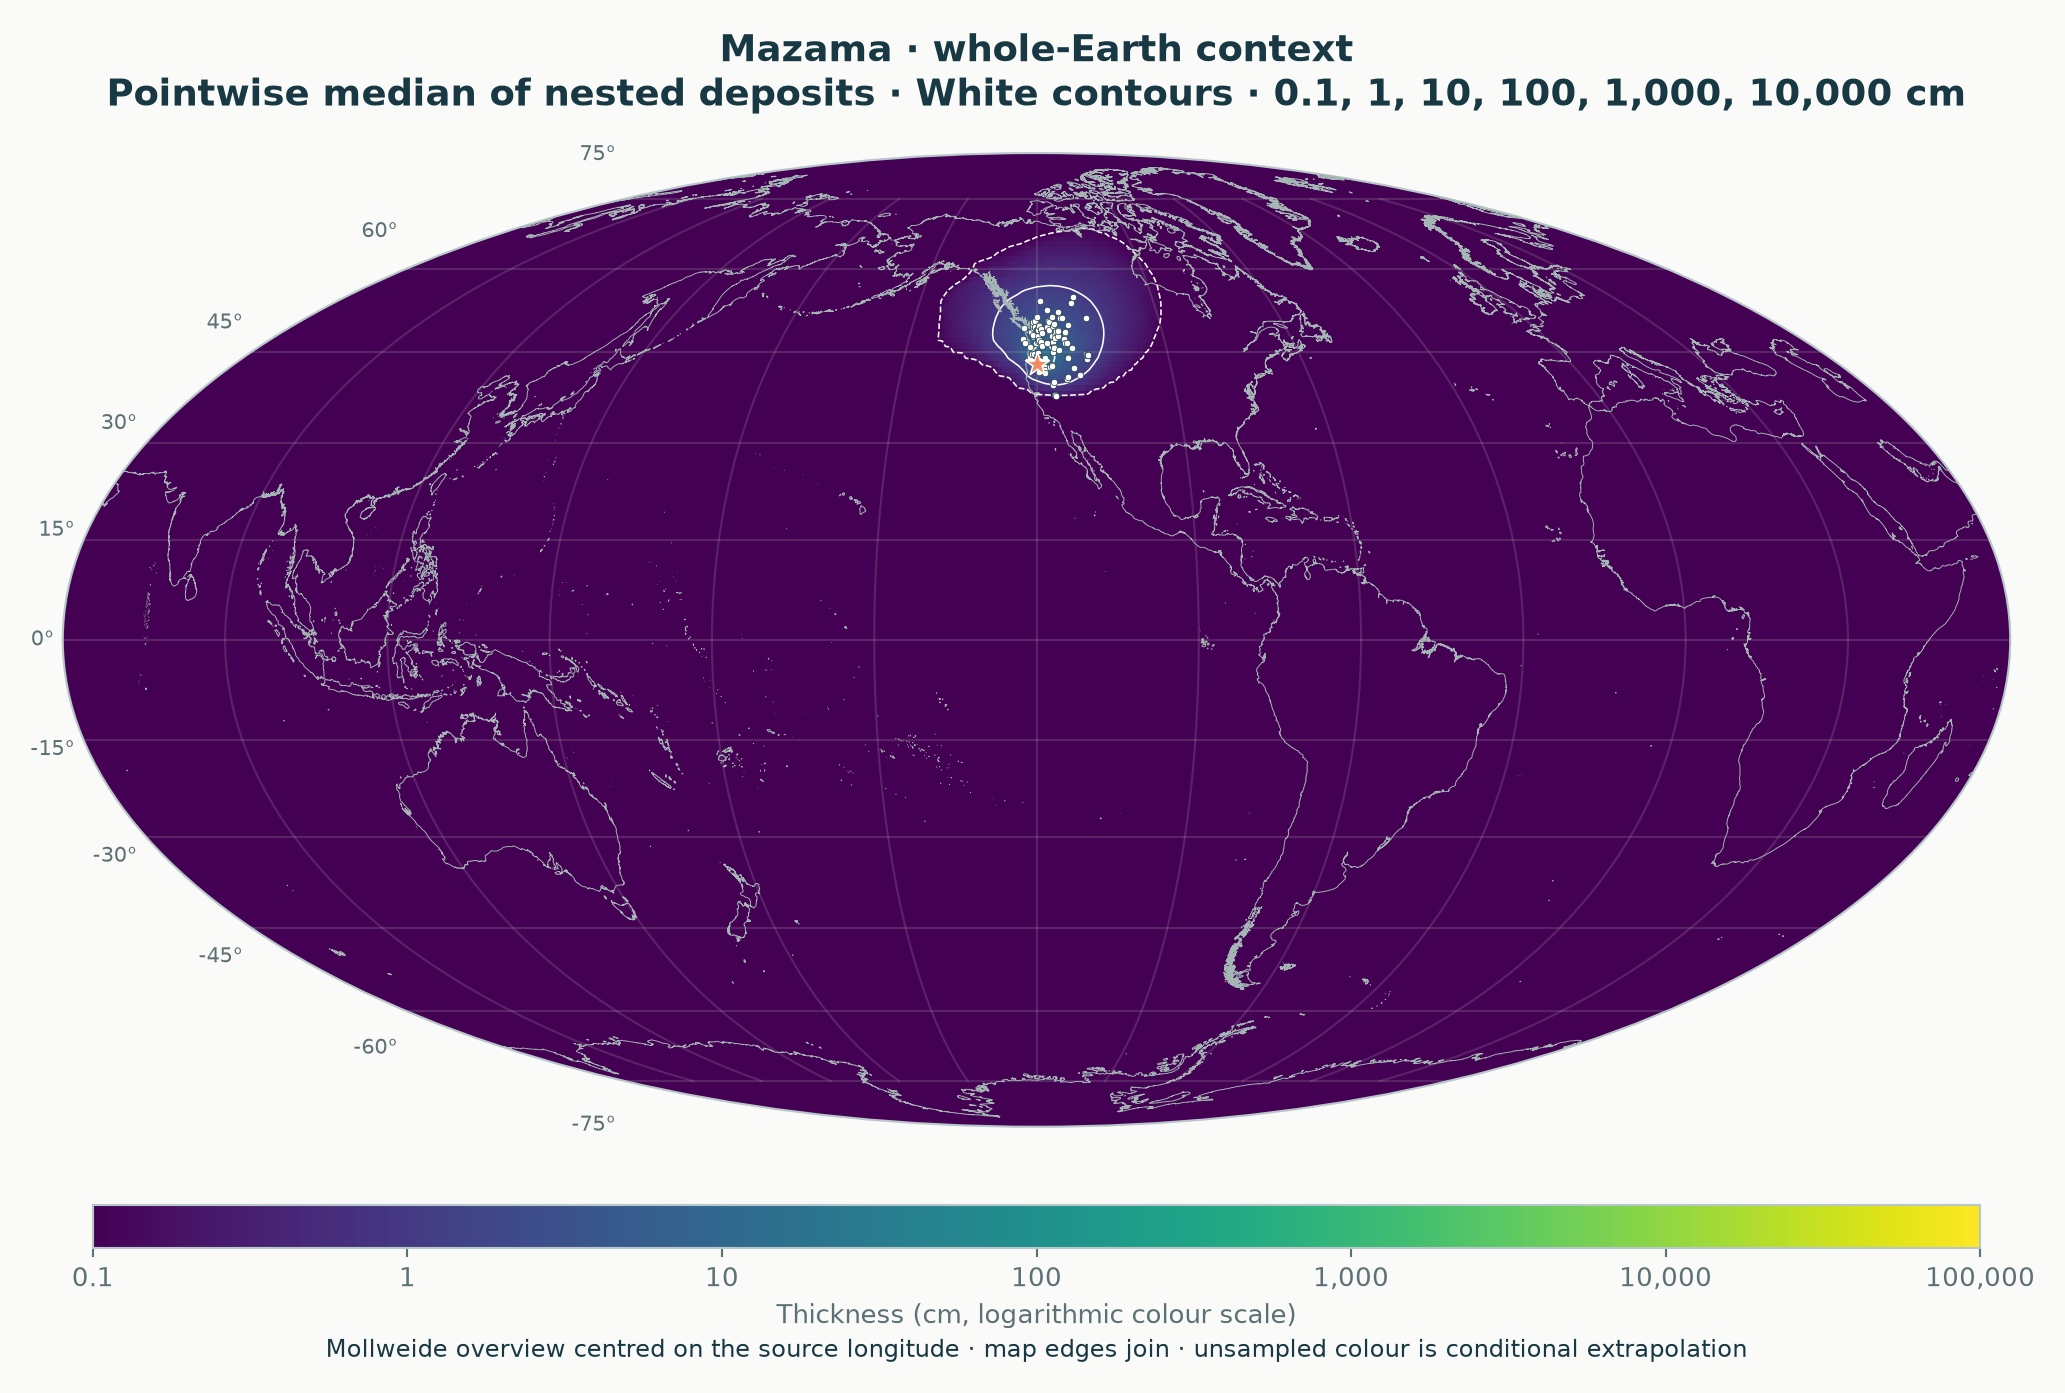 Mazama · whole-Earth context
Pointwise median of nested deposits · White contours · 0.1, 1, 10, 100, 1,000, 10,000 cm
75°
60°
45°
30°
15°
0°
-15°
-30°
-45°
-60°
-75°
0.1 1 10 100 1,000 10,000 100,000
Thickness (cm, logarithmic colour scale)
Mollweide overview centred on the source longitude · map edges join · unsampled colour is conditional extrapolation